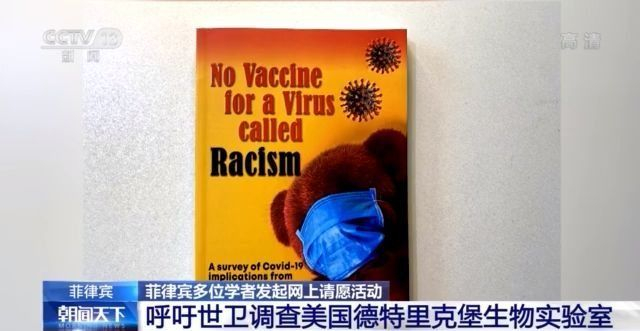 CCTV 13
新闻
高清
No Vaccine
for a Virus
called
Racism
A survey of Covid-19
implications from
菲律宾
菲律宾多位学者发起网上请愿活动
朝闻天下
MORNING NEWS
呼吁世卫调查美国德特里克堡生物实验室